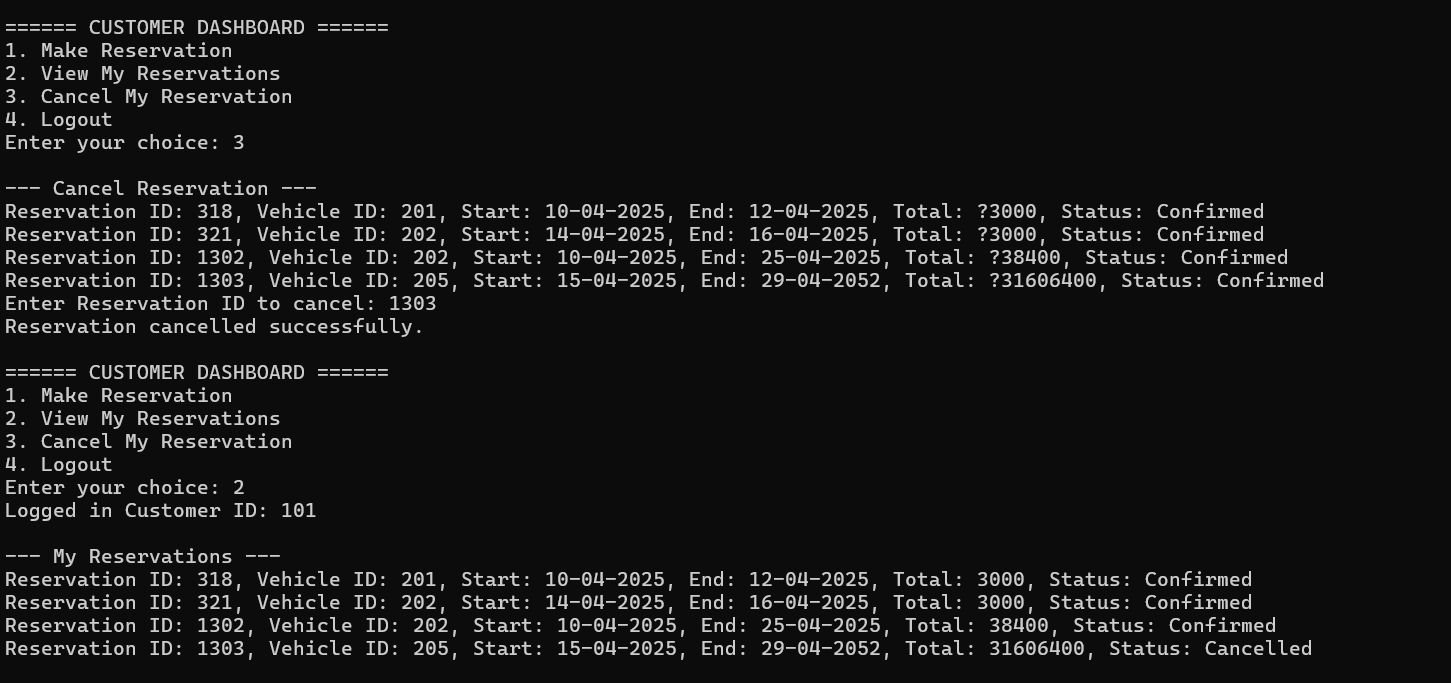 ====== CUSTOMER DASHBOARD ======
1. Make Reservation
2. View My Reservations
3. Cancel My Reservation
4. Logout
Enter your choice: 3
--- Cancel Reservation ---
Reservation ID: 318, Vehicle ID: 201, Start: 10-04-2025, End: 12-04-2025, Total: ?3000, Status: Confirmed
Reservation ID: 321, Vehicle ID: 202, Start: 14-04-2025, End: 16-04-2025, Total: ?3000, Status: Confirmed
Reservation ID: 1302, Vehicle ID: 202, Start: 10-04-2025, End: 25-04-2025, Total: ?38400, Status: Confirmed
Reservation ID: 1303, Vehicle ID: 205, Start: 15-04-2025, End: 29-04-2052, Total: ?31606400, Status: Confirmed
Enter Reservation ID to cancel: 1303
Reservation cancelled successfully.
====== CUSTOMER DASHBOARD ======
1. Make Reservation
2. View My Reservations
3. Cancel My Reservation
4. Logout
Enter your choice: 2
Logged in Customer ID: 101
--- My Reservations ---
Reservation ID: 318, Vehicle ID: 201, Start: 10-04-2025, End: 12-04-2025, Total: 3000, Status: Confirmed
Reservation ID: 321, Vehicle ID: 202, Start: 14-04-2025, End: 16-04-2025, Total: 3000, Status: Confirmed
Reservation ID: 1302, Vehicle ID: 202, Start: 10-04-2025, End: 25-04-2025, Total: 38400, Status: Confirmed
Reservation ID: 1303, Vehicle ID: 205, Start: 15-04-2025, End: 29-04-2052, Total: 31606400, Status: Cancelled